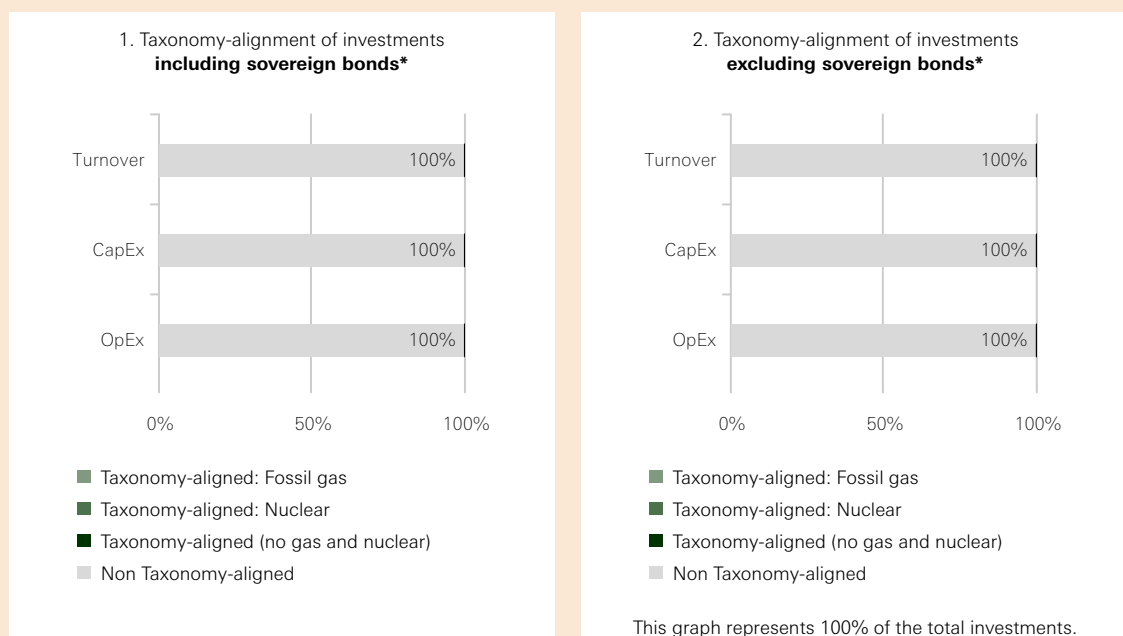 1. Taxonomy-alignment of investments
including sovereign bonds*
Turnover
100%
CapEx
100%
OpEx
100%
0%
50%
100%
Taxonomy-aligned: Fossil gas
Taxonomy-aligned: Nuclear
Taxonomy-aligned (no gas and nuclear)
Non Taxonomy-aligned
2. Taxonomy-alignment of investments
excluding sovereign bonds*
Turnover
100%
CapEx
100%
OpEx
100%
0%
50%
100%
Taxonomy-aligned: Fossil gas
Taxonomy-aligned: Nuclear
Taxonomy-aligned (no gas and nuclear)
Non Taxonomy-aligned
This graph represents 100% of the total investments.